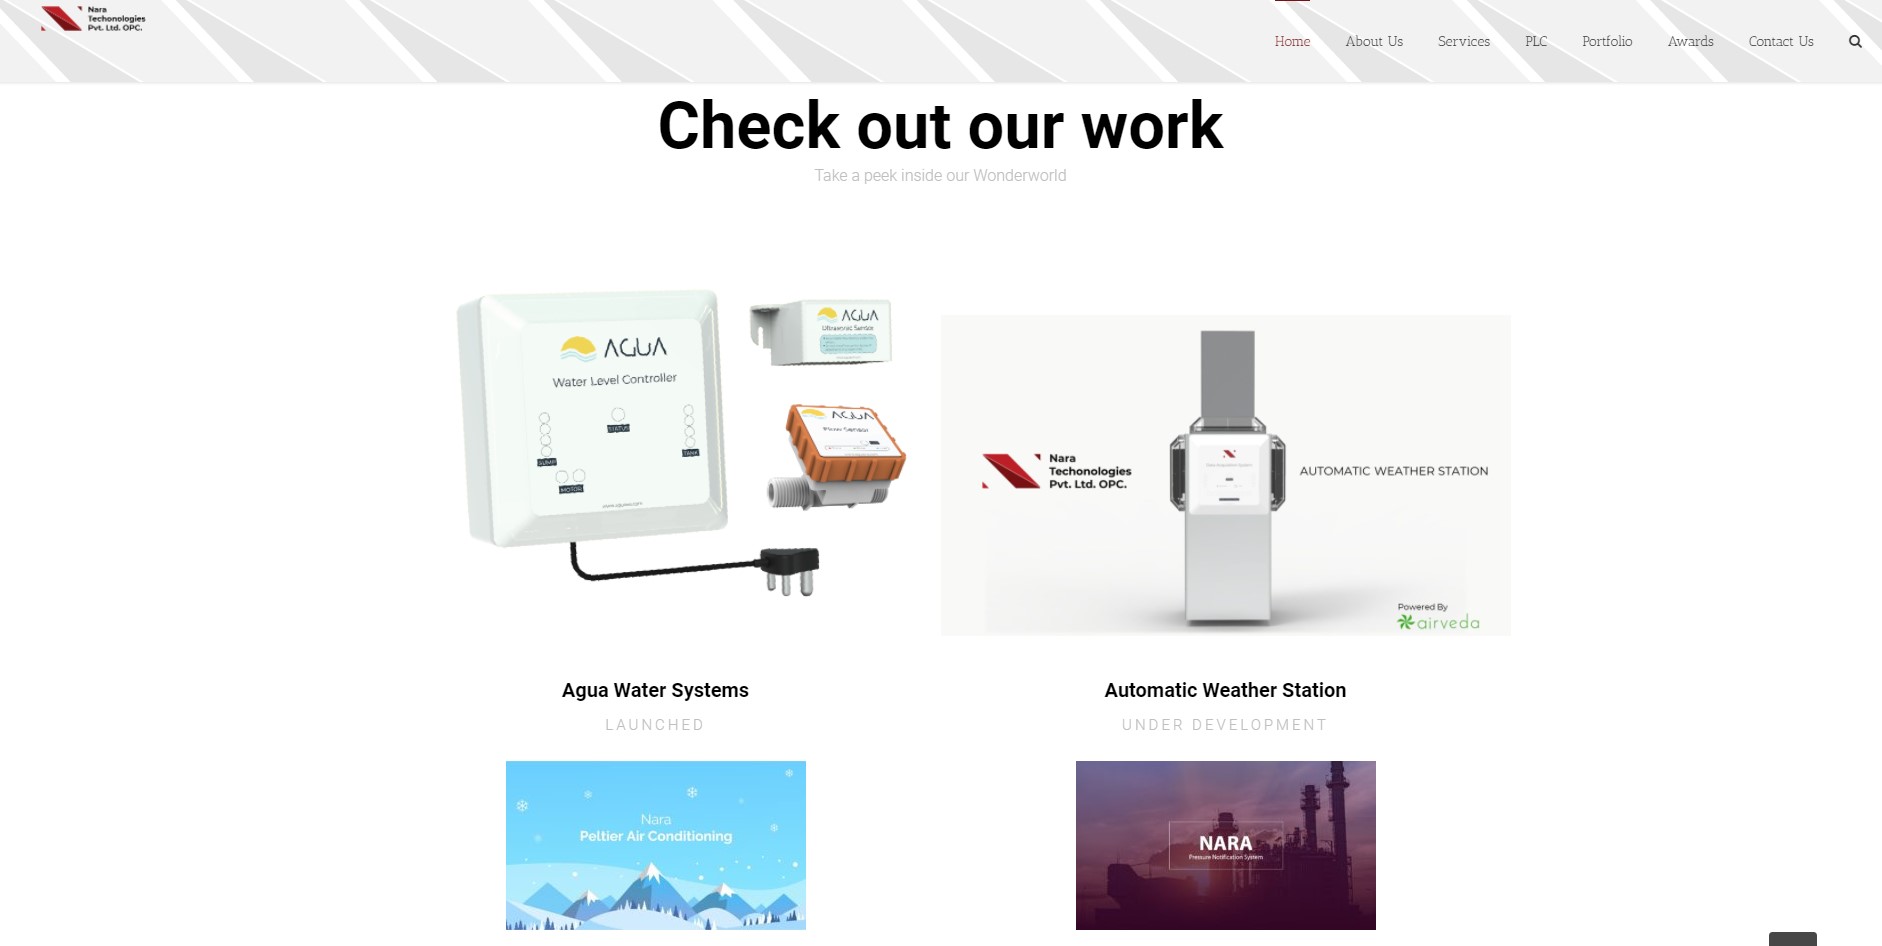 Nara
Techonologies
Pvt. Ltd. OPC.
Home
About Us
Services
PLC
Portfolio
Awards
Contact Us
Check out our work
Take a peek inside our Wonderworld
AGUA
Water Level Controller
STATUS
SUMP
TANK
MOTOR
AGUA
Ultrasonic Sensor
AGUA
Flow Sensor
Nara
Techonologies
Pvt. Ltd. OPC.
AUTOMATIC WEATHER STATION
Powered By
airveda
Agua Water Systems
LAUNCHED
Automatic Weather Station
UNDER DEVELOPMENT
Nara
Peltier Air Conditioning
NARA
Pressure Notification System